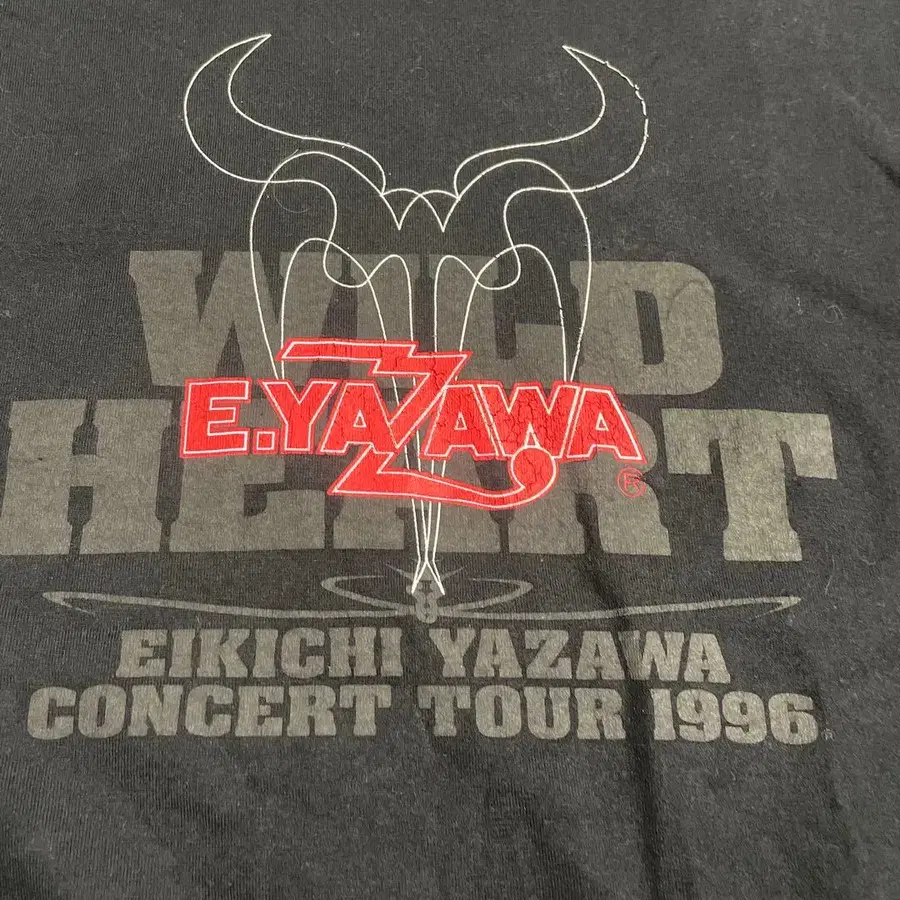 WILD
E.YAZAWA
HEART
EIKICHI YAZAWA
CONCERT TOUR 1996